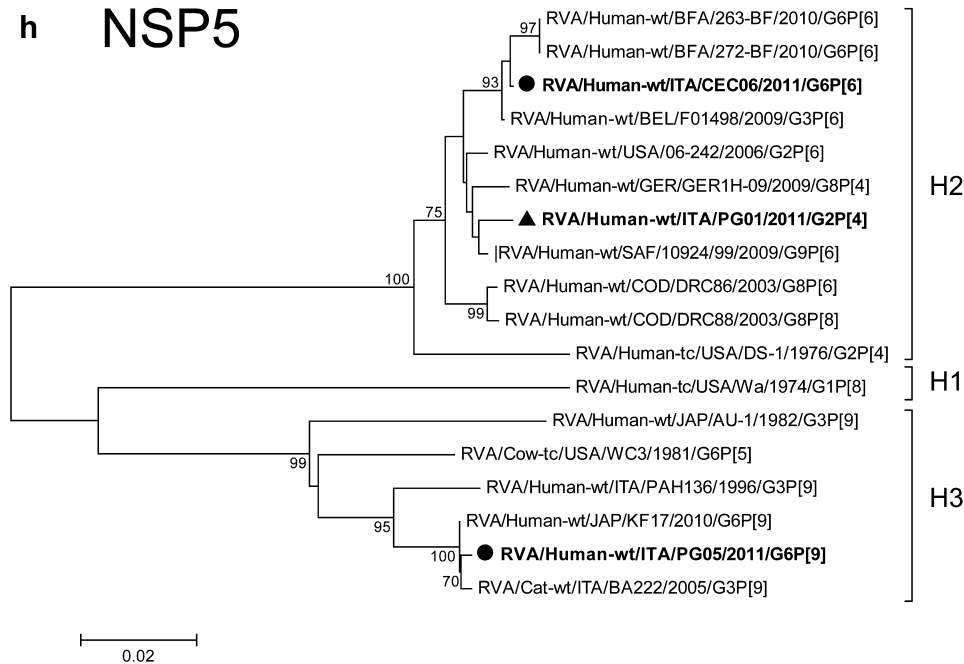 h NSP5
RVA/Human-wt/BFA/263-BF/2010/G6P[6]
97
RVA/Human-wt/BFA/272-BF/2010/G6P[6]
93
RVA/Human-wt/ITA/CEC06/2011/G6P[6]
RVA/Human-wt/BEL/F01498/2009/G3P[6]
RVA/Human-wt/USA/06-242/2006/G2P[6]
RVA/Human-wt/GER/GER1H-09/2009/G8P[4]
H2
75
RVA/Human-wt/ITA/PG01/2011/G2P[4]
RVA/Human-wt/SAF/10924/99/2009/G9P[6]
100
RVA/Human-wt/COD/DRC86/2003/G8P[6]
99
RVA/Human-wt/COD/DRC88/2003/G8P[8]
RVA/Human-tc/USA/DS-1/1976/G2P[4]
RVA/Human-tc/USA/Wa/1974/G1P[8]
H1
RVA/Human-wt/JAP/AU-1/1982/G3P[9]
99
RVA/Cow-tc/USA/WC3/1981/G6P[5]
RVA/Human-wt/ITA/PAH136/1996/G3P[9]
H3
95
RVA/Human-wt/JAP/KF17/2010/G6P[9]
100
RVA/Human-wt/ITA/PG05/2011/G6P[9]
70
RVA/Cat-wt/ITA/BA222/2005/G3P[9]
0.02